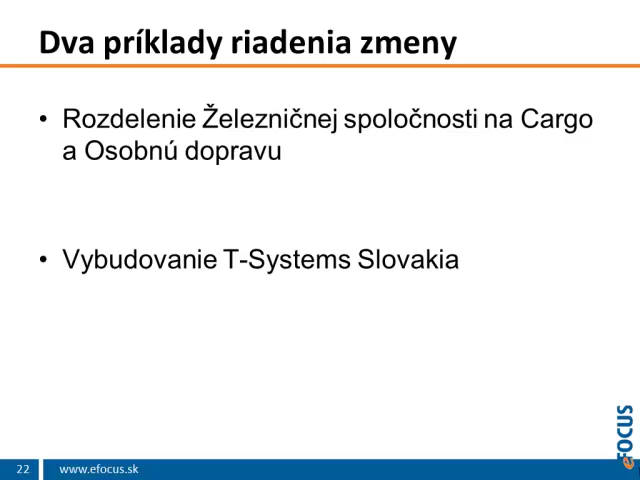 Dva príklady riadenia zmeny
• Rozdelenie Železničnej spoločnosti na Cargo
a Osobnú dopravu
• Vybudovanie T-Systems Slovakia
eFOCUS
22
www.efocus.sk